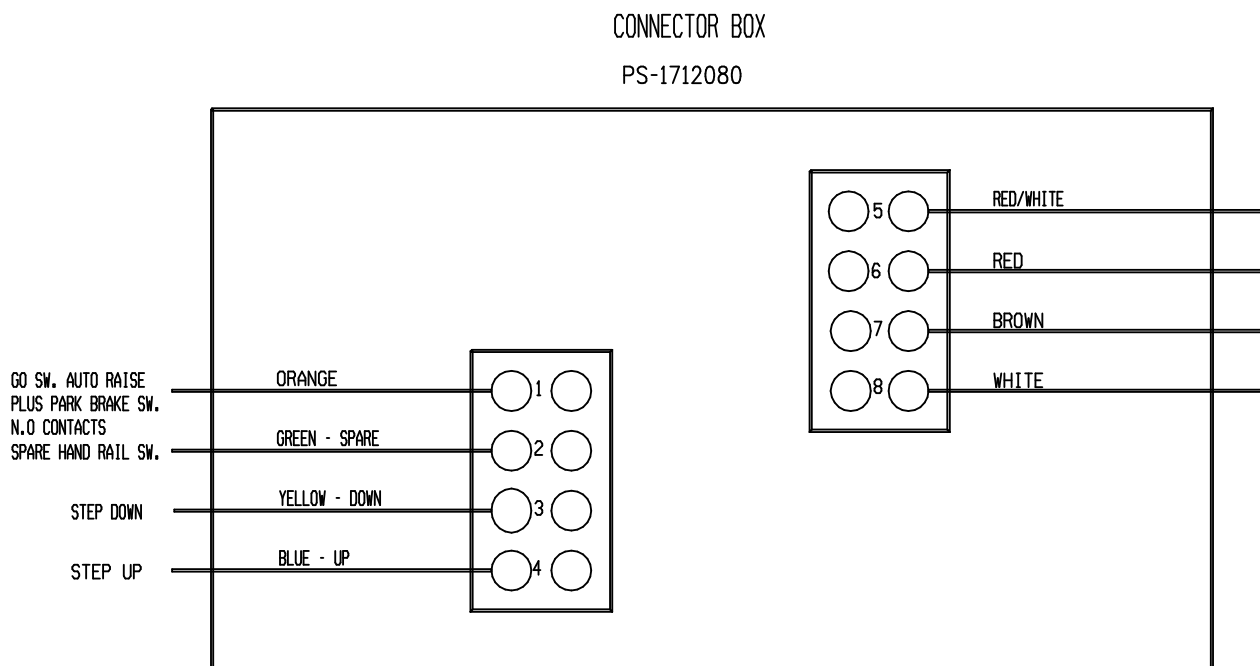 CONNECTOR BOX
PS-1712080
5 RED/WHITE
6 RED
7 BROWN
8 WHITE
GO SW. AUTO RAISE
PLUS PARK BRAKE SW.
N.O CONTACTS
ORANGE 1
SPARE HAND RAIL SW.
GREEN - SPARE 2
STEP DOWN
YELLOW - DOWN 3
STEP UP
BLUE - UP 4